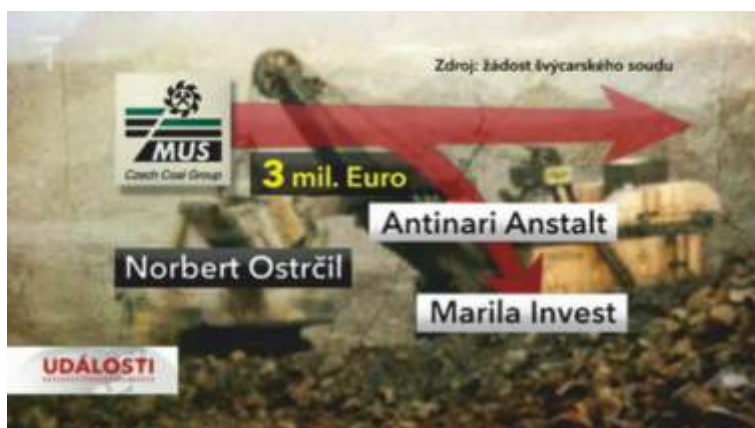 Zdroj: žádost švýcarského soudu
MUS
Czech Coal Group
3 mil. Euro
Antinari Anstalt
Norbert Ostrčil
Marila Invest
UDÁLOSTI